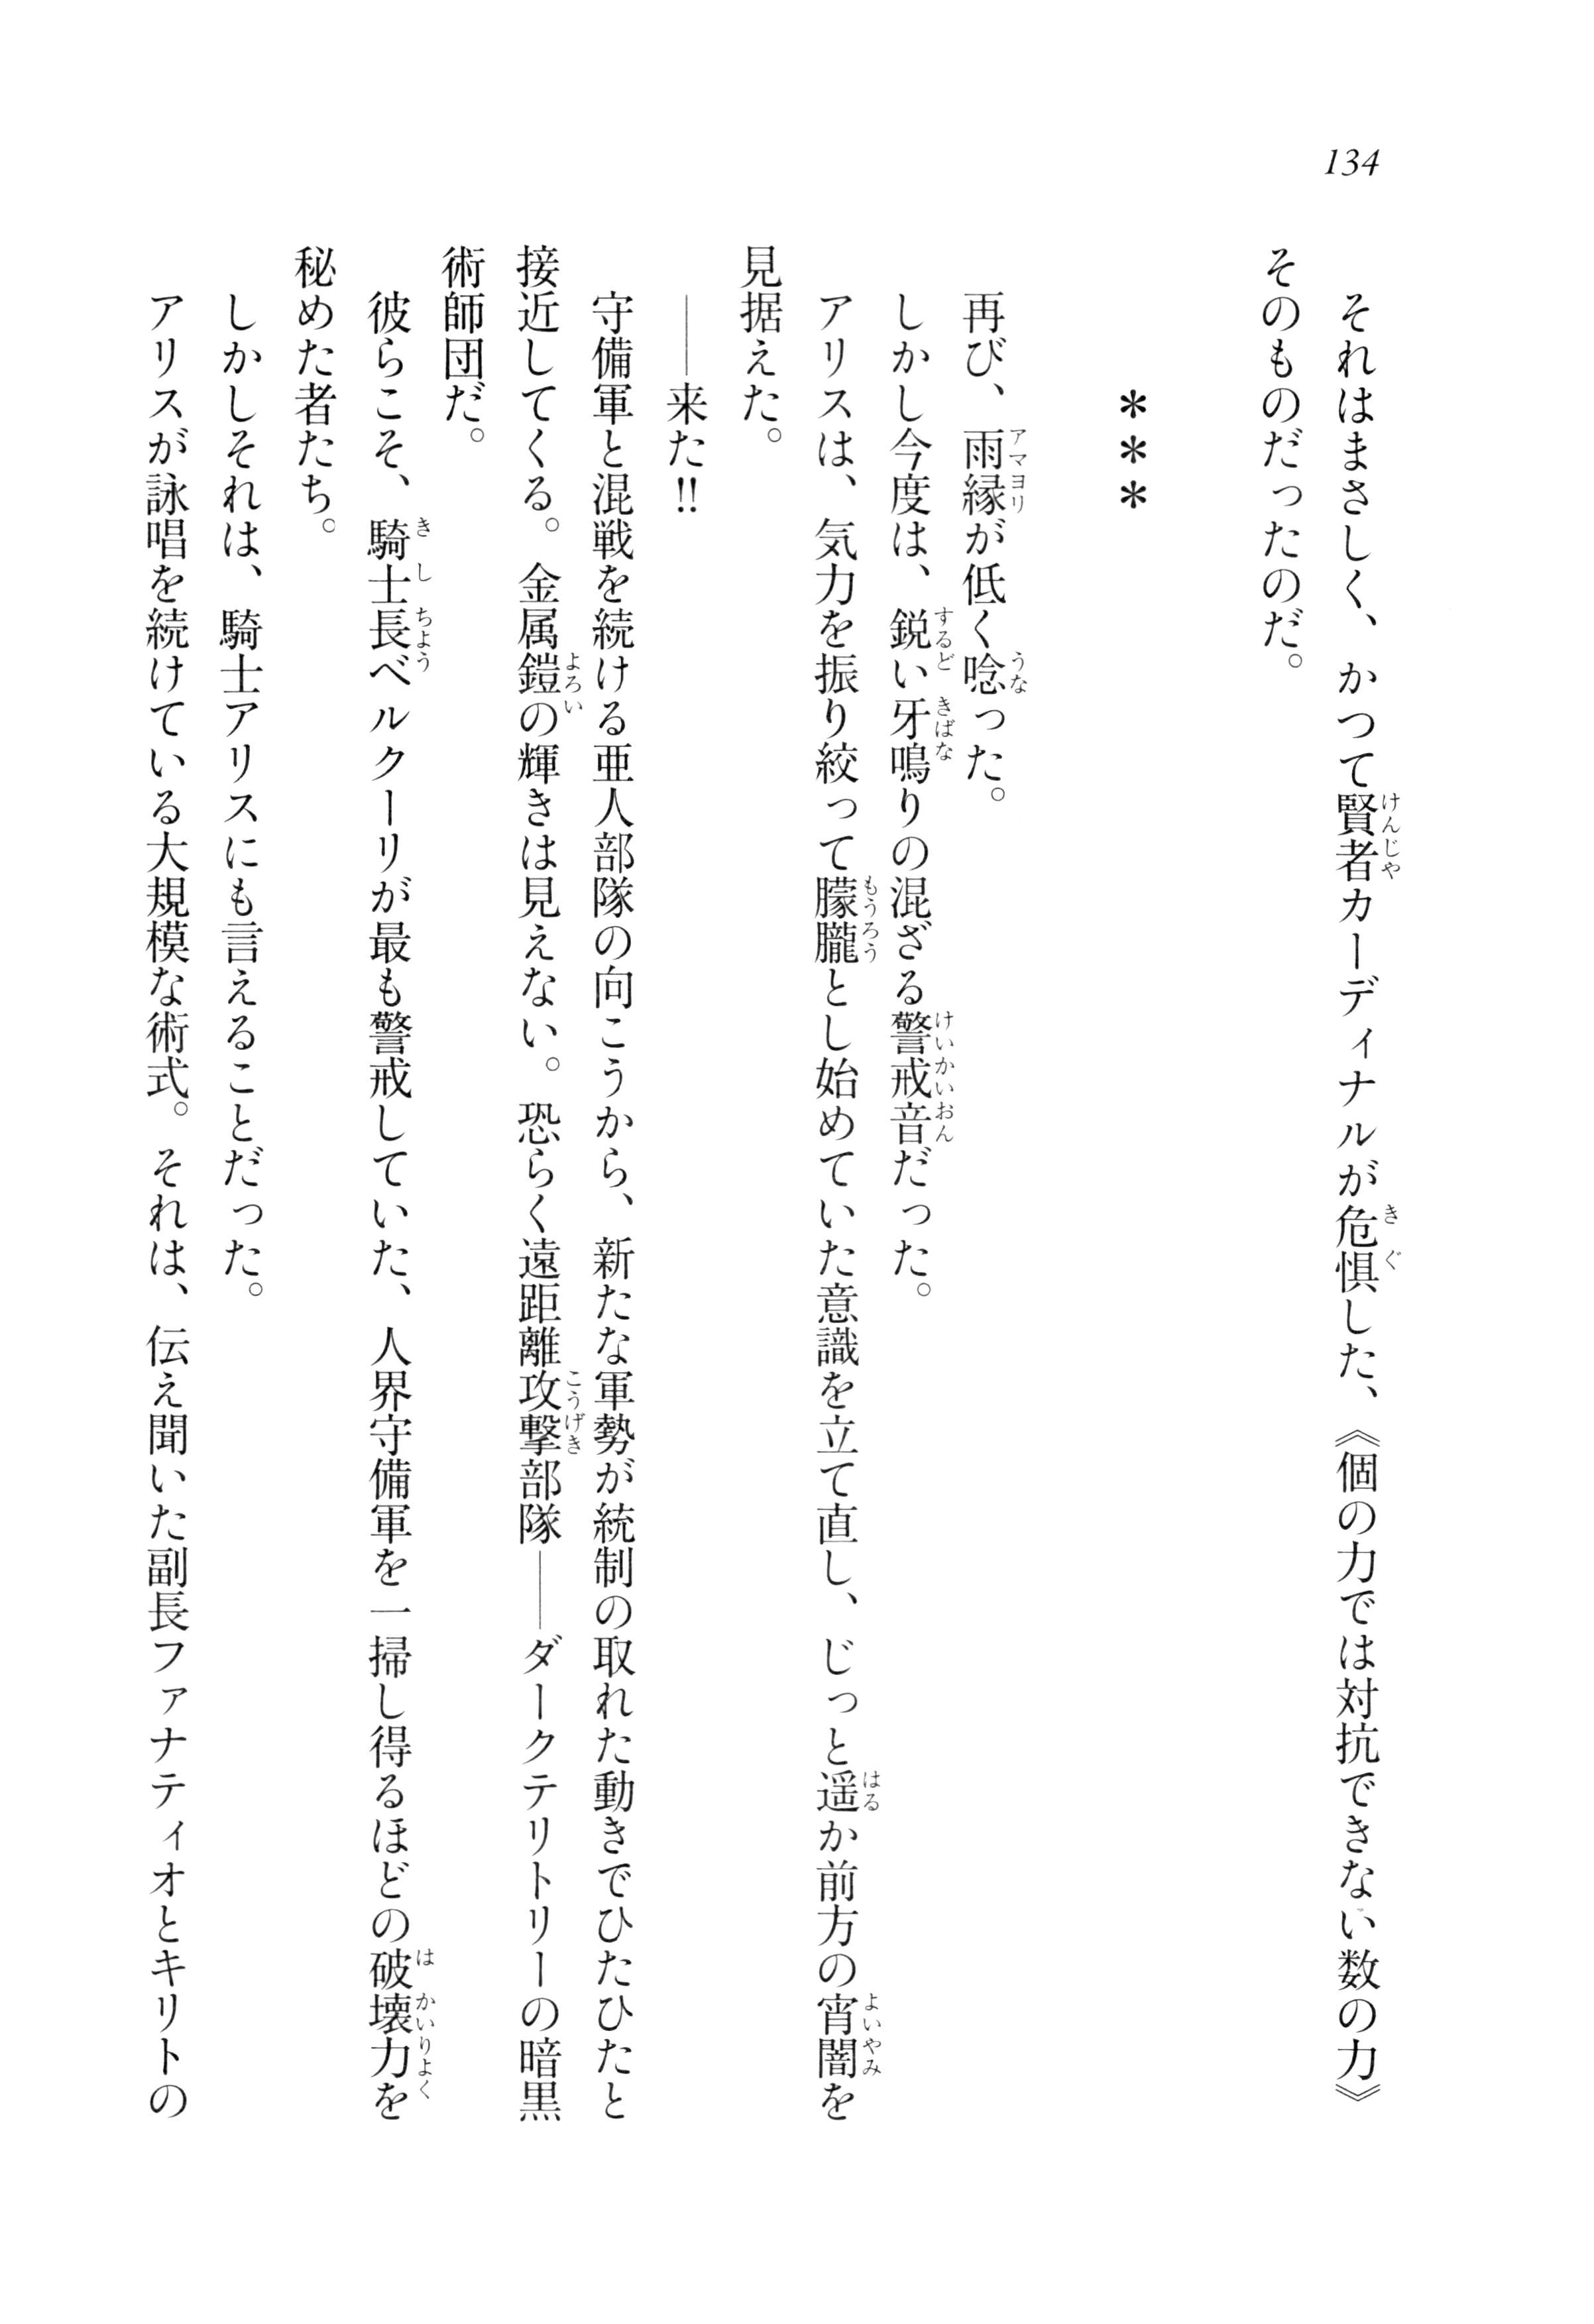 134
それはまさしく、かつて賢者カーディナルが危惧した、《個の力では対抗できない数の力》
そのものだったのだ。
＊＊＊
再び、雨縁が低く唸った。
しかし今度は、鋭い牙鳴りの混ざる警戒音だった。
アリスは、気力を振り絞って朦朧とし始めていた意識を立て直し、じっと遥か前方の宵闇を
見据えた。
――来た!!
守備軍と混戦を続ける亜人部隊の向こうから、新たな軍勢が統制の取れた動きでひたひたと
接近してくる。金属鎧の輝きは見えない。恐らく遠距離攻撃部隊――ダークテリトリーの暗黒
術師団だ。
彼らこそ、騎士長ベルクーリが最も警戒していた、人界守備軍を一掃し得るほどの破壊力を
秘めた者たち。
しかしそれは、騎士アリスにも言えることだった。
アリスが詠唱を続けている大規模な術式。それは、伝え聞いた副長ファナティオとキリトの